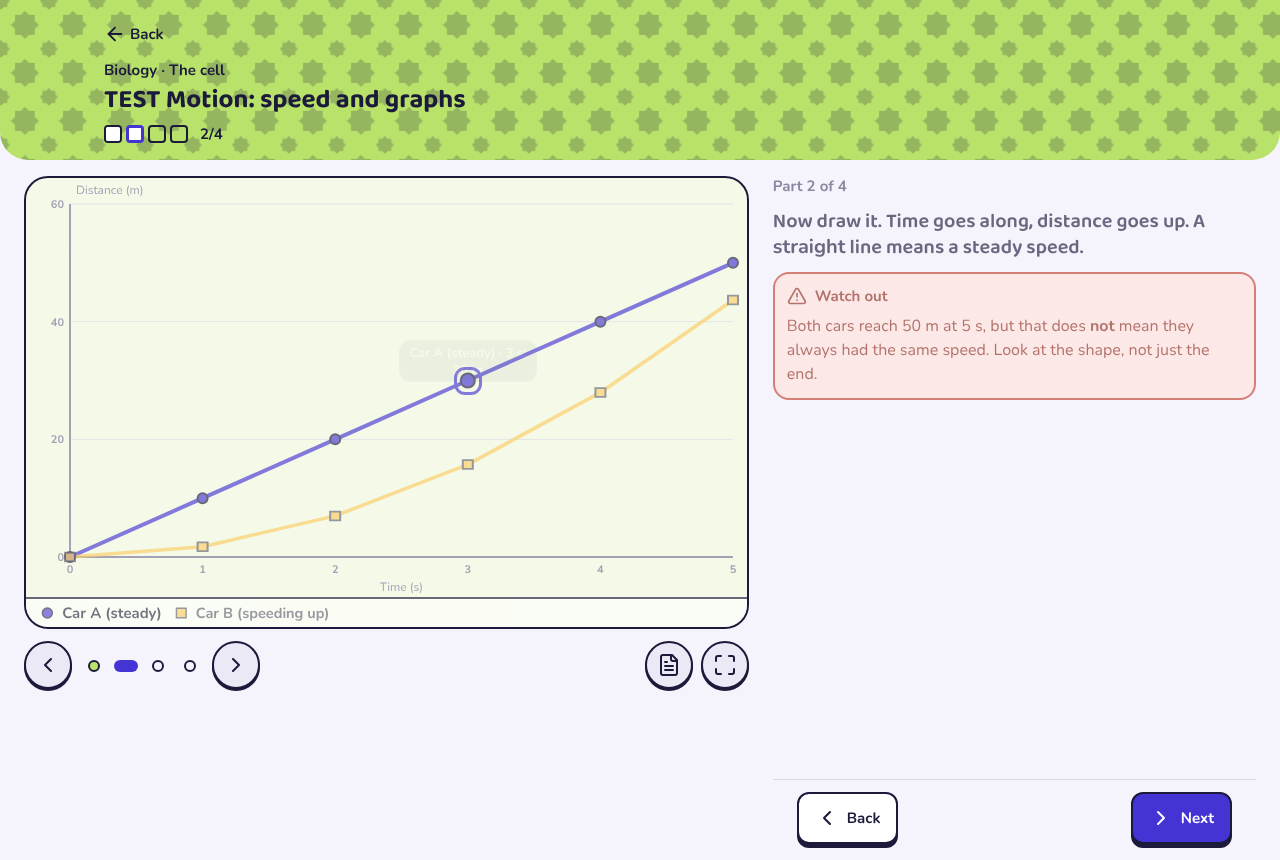 Back
Biology · The cell
TEST Motion: speed and graphs
2/4
Distance (m)
60
40
20
0
Car A (steady) · 3
0 1 2 3 4 5
Time (s)
Car A (steady) Car B (speeding up)
Part 2 of 4
Now draw it. Time goes along, distance goes up. A
straight line means a steady speed.
Watch out
Both cars reach 50 m at 5 s, but that does not mean they
always had the same speed. Look at the shape, not just the
end.
Back
Next